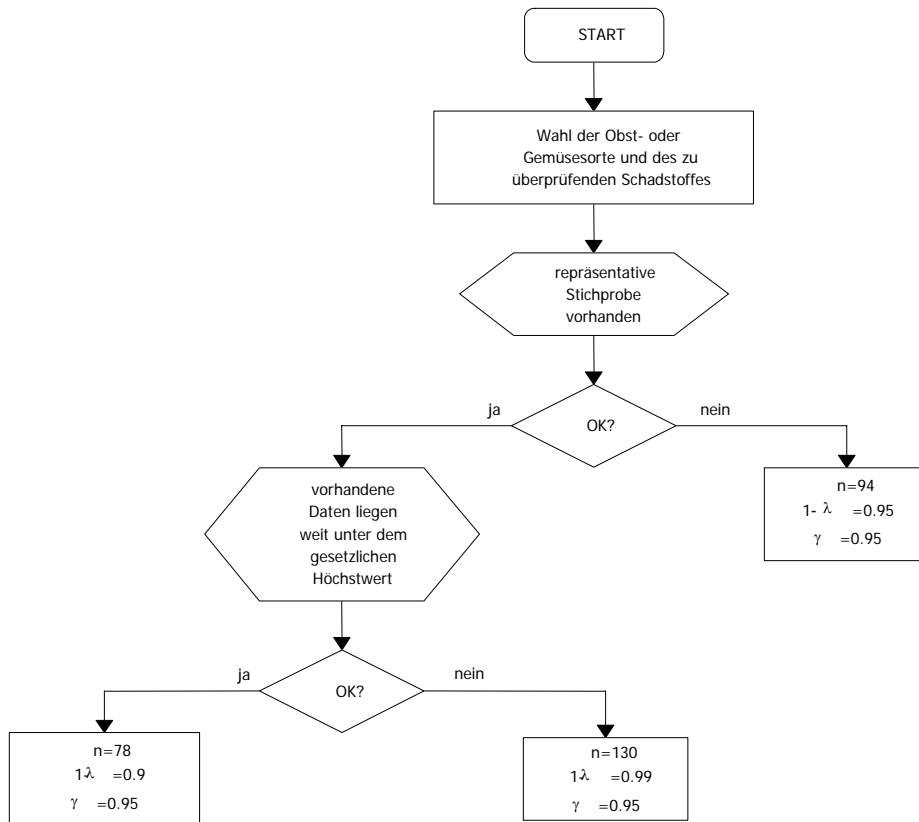 START
Wahl der Obst- oder
Gemüsesorte und des zu
überprüfenden Schadstoffes
repräsentative
Stichprobe
vorhanden
ja
OK?
nein
vorhandene
Daten liegen
weit unter dem
gesetzlichen
Höchstwert
n=94
1- λ =0.95
γ =0.95
ja
OK?
nein
n=78
1-λ =0.9
γ =0.95
n=130
1-λ =0.99
γ =0.95